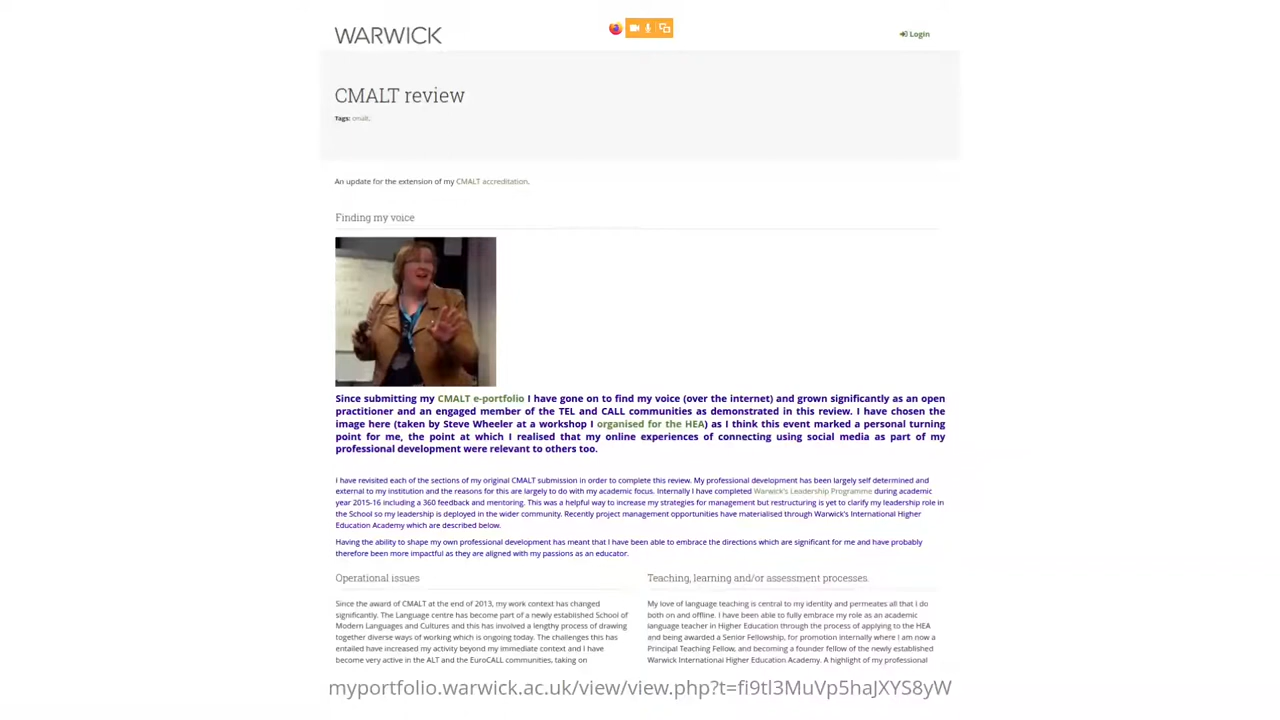 WARWICK
Login
CMALT review
Tags: cmalt,
An update for the extension of my CMALT accreditation.
Finding my voice
Since submitting my CMALT e-portfolio I have gone on to find my voice (over the internet) and grown significantly as an open
practitioner and an engaged member of the TEL and CALL communities as demonstrated in this review. I have chosen the
image here (taken by Steve Wheeler at a workshop I organised for the HEA) as I think this event marked a personal turning
point for me, the point at which I realised that my online experiences of connecting using social media as part of my
professional development were relevant to others too.
I have revisited each of the sections of my original CMALT submission in order to complete this review. My professional development has been largely self determined and
external to my institution and the reasons for this are largely to do with my academic focus. Internally I have completed Warwick's Leadership Programme during academic
year 2015-16 including a 360 feedback and mentoring. This was a helpful way to increase my strategies for management but restructuring is yet to clarify my leadership role in
the School so my leadership is deployed in the wider community. Recently project management opportunities have materialised through Warwick's International Higher
Education Academy which are described below.
Having the ability to shape my own professional development has meant that I have been able to embrace the directions which are significant for me and have probably
therefore been more impactful as they are aligned with my passions as an educator.
Operational issues
Since the award of CMALT at the end of 2013, my work context has changed
significantly. The Language centre has become part of a newly established School of
Modern Languages and Cultures and this has involved a lengthy process of drawing
together diverse ways of working which is ongoing today. The challenges this has
entailed have increased my activity beyond my immediate context and I have
become very active in the ALT and the EuroCALL communities, taking on
Teaching, learning and/or assessment processes.
My love of language teaching is central to my identity and permeates all that I do
both on and offline. I have been able to fully embrace my role as an academic
language teacher in Higher Education through the process of applying to the HEA
and being awarded a Senior Fellowship, for promotion internally where I am now a
Principal Teaching Fellow, and becoming a founder fellow of the newly established
Warwick International Higher Education Academy. A highlight of my professional
myportfolio.warwick.ac.uk/view/view.php?t=fi9tl3MuVp5haJXYS8yW